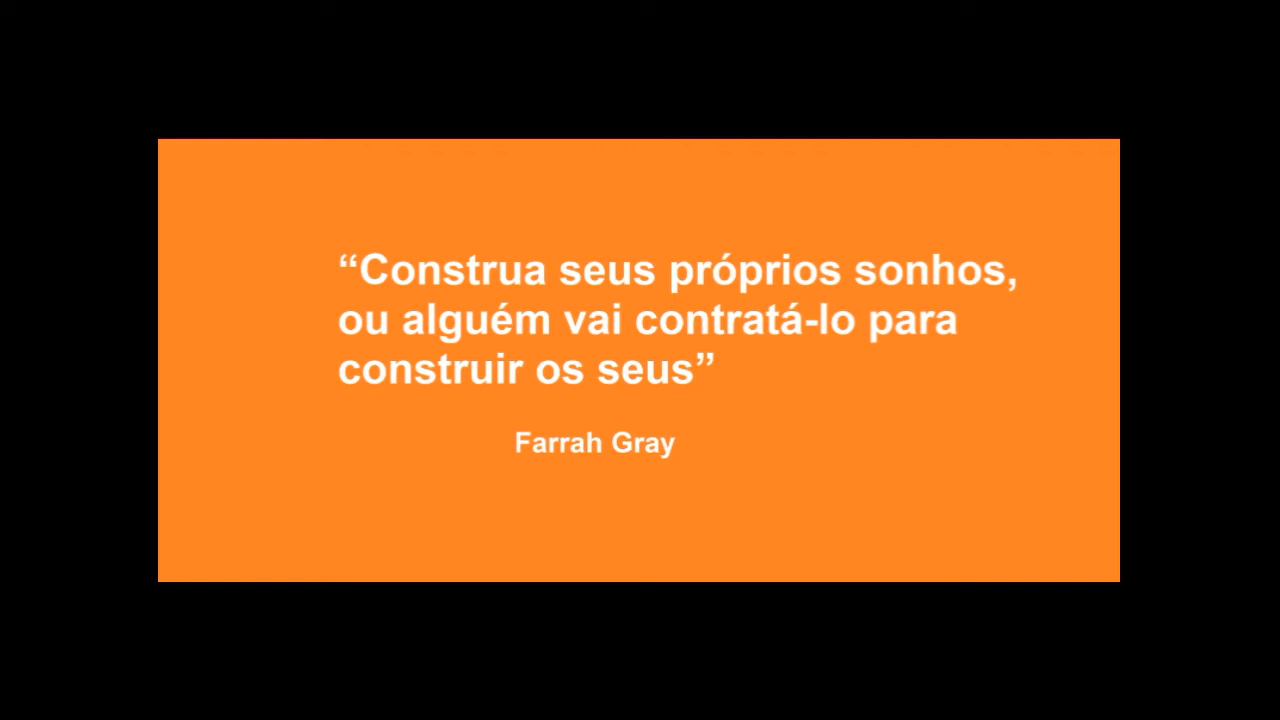 “Construa seus próprios sonhos,
ou alguém vai contratá-lo para
construir os seus”
Farrah Gray